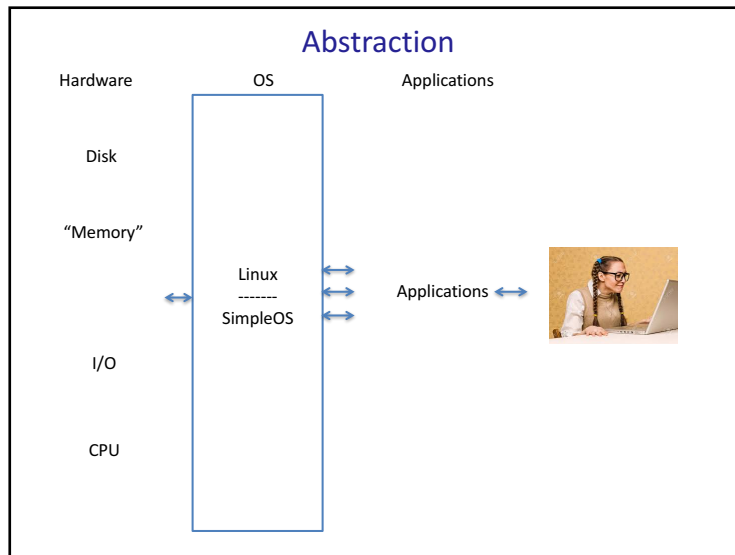 Abstraction
Hardware
OS
Applications
Disk
“Memory”
Linux
-------
SimpleOS
Applications
I/O
CPU